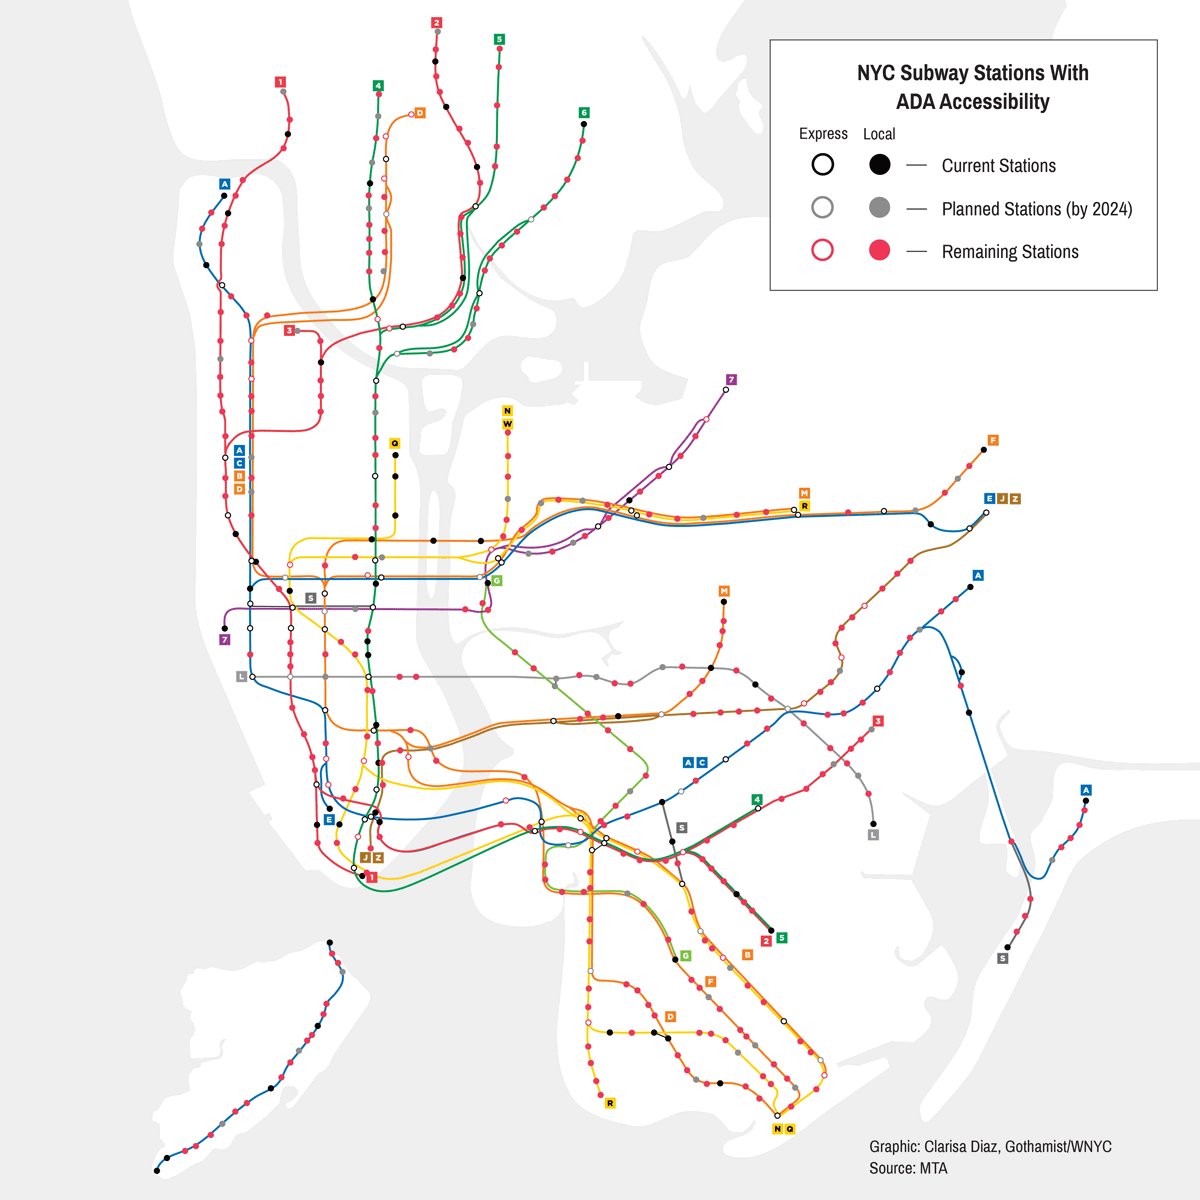 2
5
NYC Subway Stations With
ADA Accessibility
Express Local
Current Stations
Planned Stations (by 2024)
Remaining Stations
1
4
D
6
A
3
7
N
W
Q
F
A
C
B
D
M
R
E J Z
G
S
A
M
7
L
3
A C
A
4
E
S
L
J Z
1
2 5
G
B
S
F
D
R
N Q
Graphic: Clarisa Diaz, Gothamist/WNYC
Source: MTA